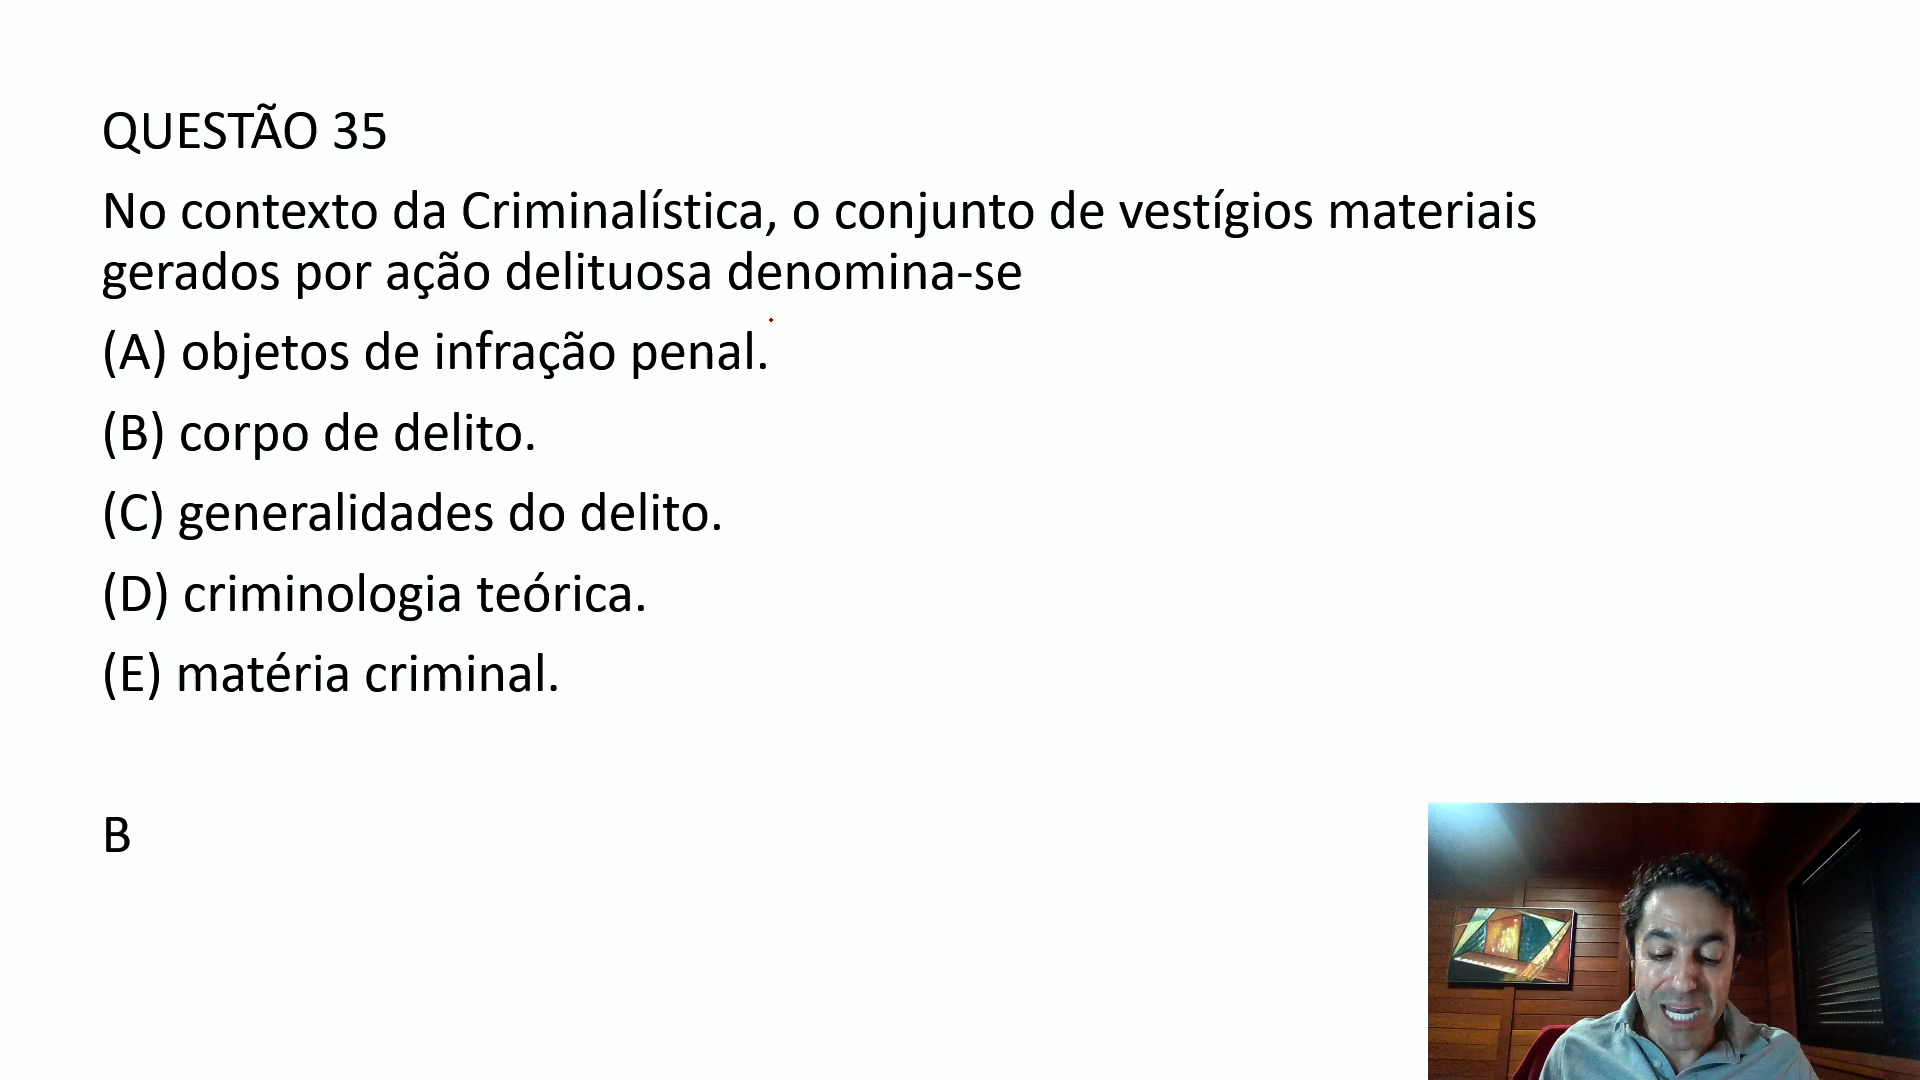 QUESTÃO 35
No contexto da Criminalística, o conjunto de vestígios materiais
gerados por ação delituosa denomina-se
(A) objetos de infração penal.
(B) corpo de delito.
(C) generalidades do delito.
(D) criminologia teórica.
(E) matéria criminal.
B